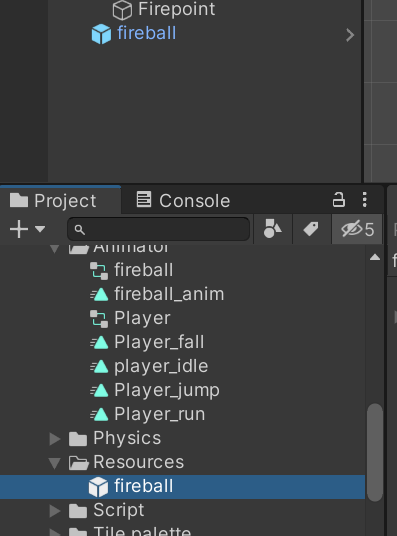 Firepoint
fireball
Project
Console
5
Animator
fireball
fireball_anim
Player
Player_fall
player_idle
Player_jump
Player_run
Physics
Resources
fireball
Script
Tile palette